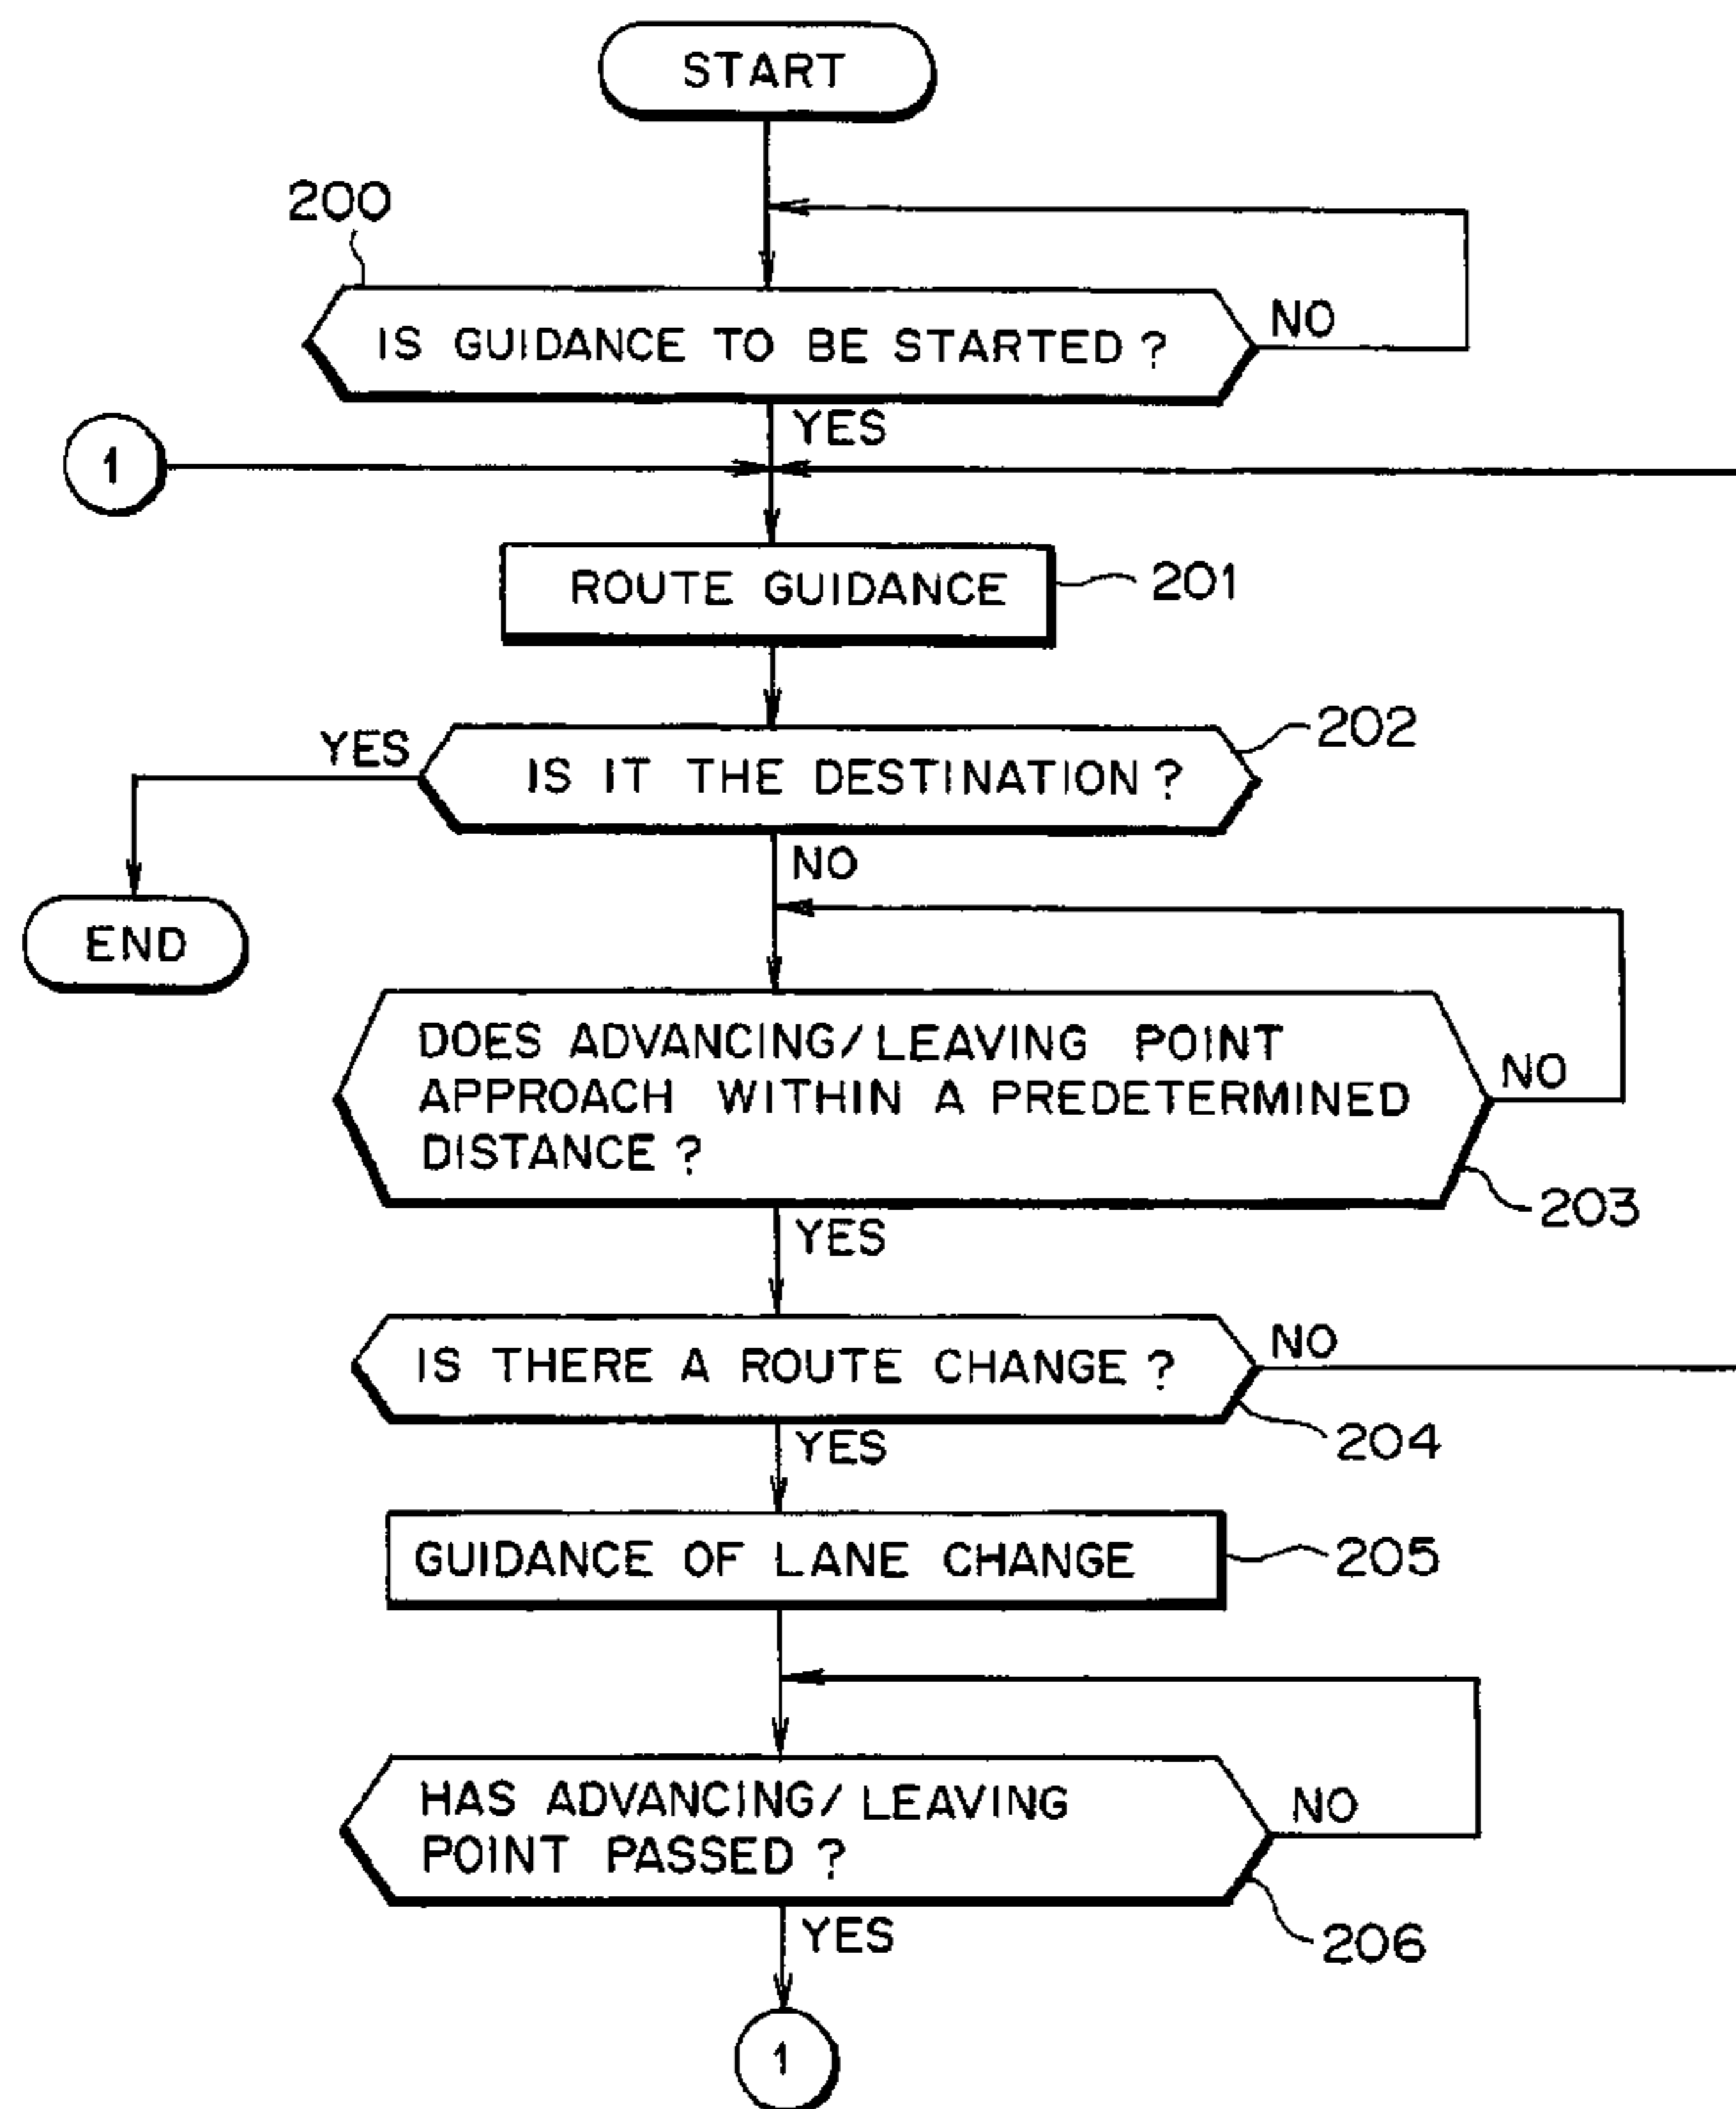 START
200
IS GUIDANCE TO BE STARTED ?
NO
YES
1
ROUTE GUIDANCE
201
YES
IS IT THE DESTINATION ?
202
NO
END
DOES ADVANCING/LEAVING POINT
APPROACH WITHIN A PREDETERMINED
DISTANCE ?
NO
203
YES
IS THERE A ROUTE CHANGE ?
NO
204
YES
GUIDANCE OF LANE CHANGE
205
HAS ADVANCING/LEAVING
POINT PASSED ?
NO
206
YES
1